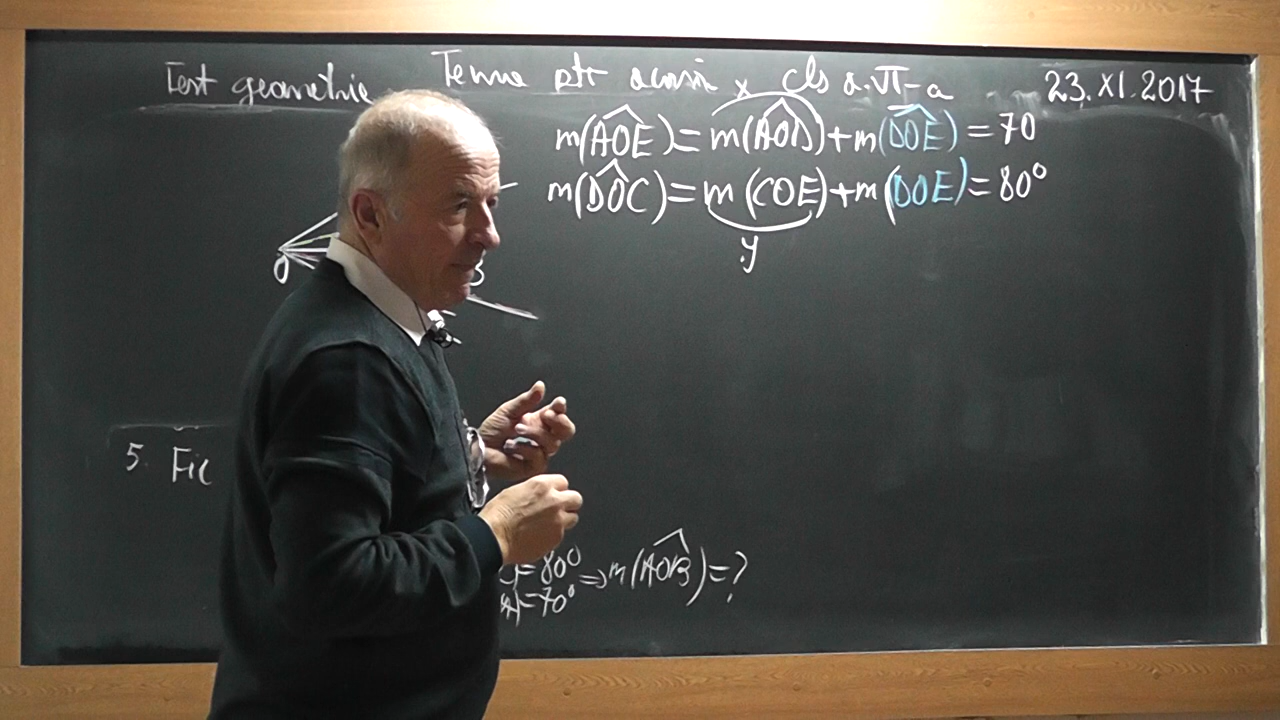 Test geometrie Teme ptr acasă cls a.VI-a 23.XI.2017
x
m(AOE)=m(AOD)+m(DOE)=70
m(DOC)=m(COE)+m(DOE)=80°
y
O
5. Fie
=80°
=70°
⇒m(AOB)=?